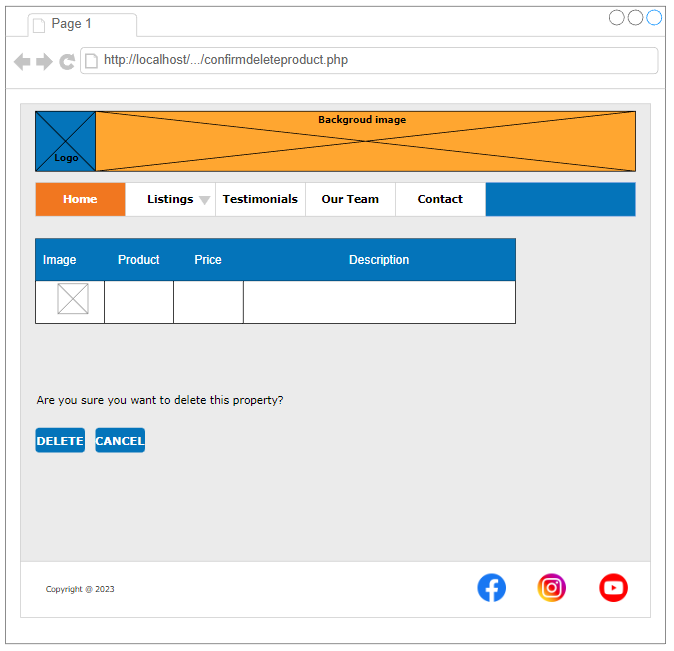 Page 1
http://localhost/.../confirmdeleteproduct.php
Backgroud image
Logo
Home Listings Testimonials Our Team Contact
Image Product Price Description
Are you sure you want to delete this property?
DELETE CANCEL
Copyright @ 2023